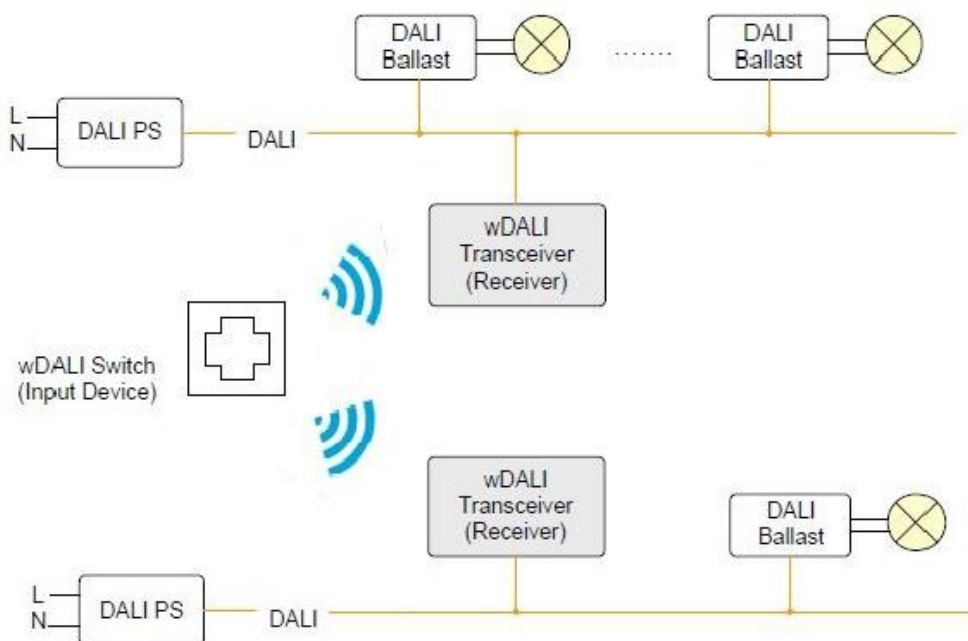 DALI
Ballast
.......
DALI
Ballast
L
N
DALI PS
DALI
wDALI
Transceiver
(Receiver)
wDALI Switch
(Input Device)
wDALI
Transceiver
(Receiver)
DALI
Ballast
L
N
DALI PS
DALI